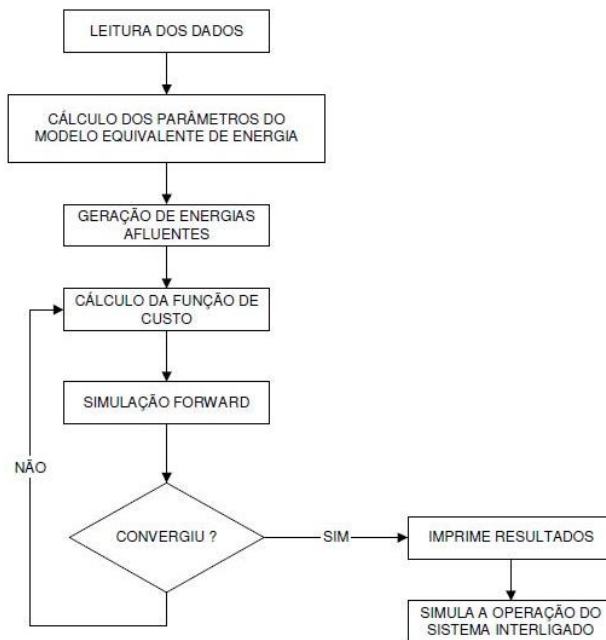 LEITURA DOS DADOS
CÁLCULO DOS PARÂMETROS DO
MODELO EQUIVALENTE DE ENERGIA
GERAÇÃO DE ENERGIAS
AFLUENTES
CÁLCULO DA FUNÇÃO DE
CUSTO
SIMULAÇÃO FORWARD
NÃO
CONVERGIU ?
SIM
IMPRIME RESULTADOS
SIMULA A OPERAÇÃO DO
SISTEMA INTERLIGADO